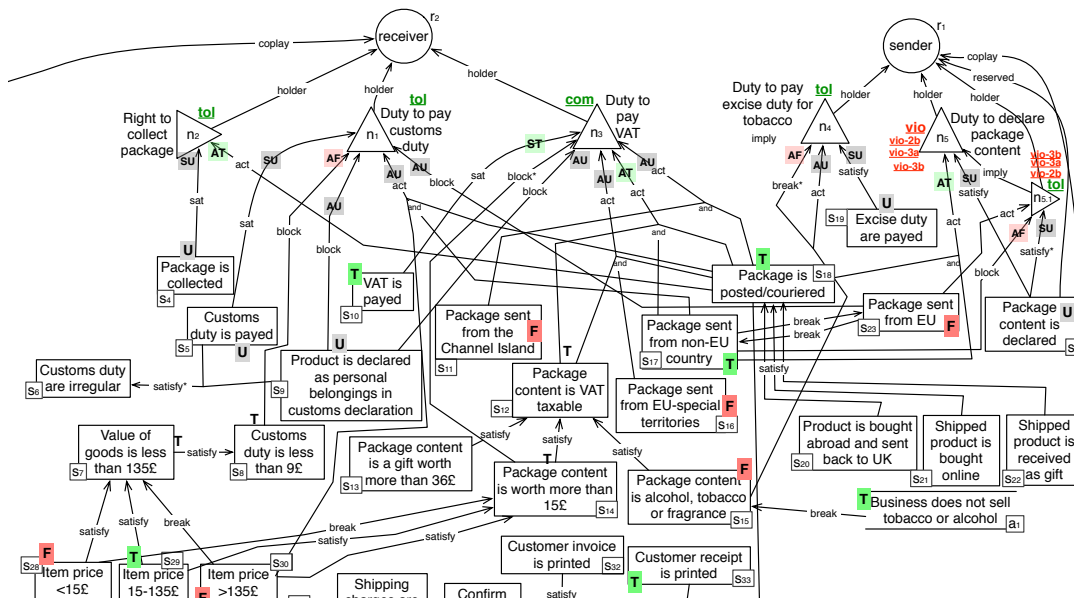 r2
receiver
r1
sender
coplay
coplay
reserved
holder
holder
holder
holder
holder
holder
tol
Right to
collect
package
n2
SU
AT
act
tol
Duty to pay
customs
duty
n1
SU
AF
AU
AU
AU
act
and
block
block
block
sat
sat
com
Duty to
pay
VAT
n3
ST
AU
AU
AT
AU
act
act
and
and
and
sat
block*
block
Duty to pay
excise duty for
tobacco
imply
tol
n4
AF
AU
SU
break*
act
satisfy
vio
vio-2b
vio-3a
vio-3b
Duty to declare
package
content
n5
AT
SU
act
satisfy
imply
vio-3b
vio-3a
vio-2b
tol
n5.1
AF
SU
act
block
satisfy*
and
U
Package is
collected
S4
Customs
duty is payed
S5
U
T
VAT is
payed
S10
Customs duty
are irregular
S6
satisfy*
U
Product is declared
as personal
belongings in
customs declaration
S9
Package sent
from the
Channel Island
S11
F
T
Package is
posted/couriered
S18
U
Excise duty
are payed
S19
Package sent
from non-EU
country
S17
T
break
break
Package sent
from EU
S23
F
Package
content is
declared
U
S
T
Package
content is VAT
taxable
S12
Package sent
from EU-special
territories
F
S16
satisfy
Value of
goods is less
than 135£
S7
T
satisfy
T
Customs
duty is less
than 9£
S8
Package content
is a gift worth
more than 36£
S13
satisfy
satisfy
satisfy
T
Package content
is worth more than
15£
S14
F
Package content
is alcohol, tobacco
or fragrance
S15
Product is bought
abroad and sent
back to UK
S20
Shipped
product is
bought
online
S21
Shipped
product is
received
as gift
S22
T
Business does not sell
tobacco or alcohol
a1
break
satisfy
satisfy
break
break
satisfy
satisfy
S28
F
Item price
<15£
T
S29
Item price
15-135£
S30
Item price
>135£
F
Customer invoice
is printed
S32
satisfy
Customer receipt
is printed
S33
T
Shipping
Confirm